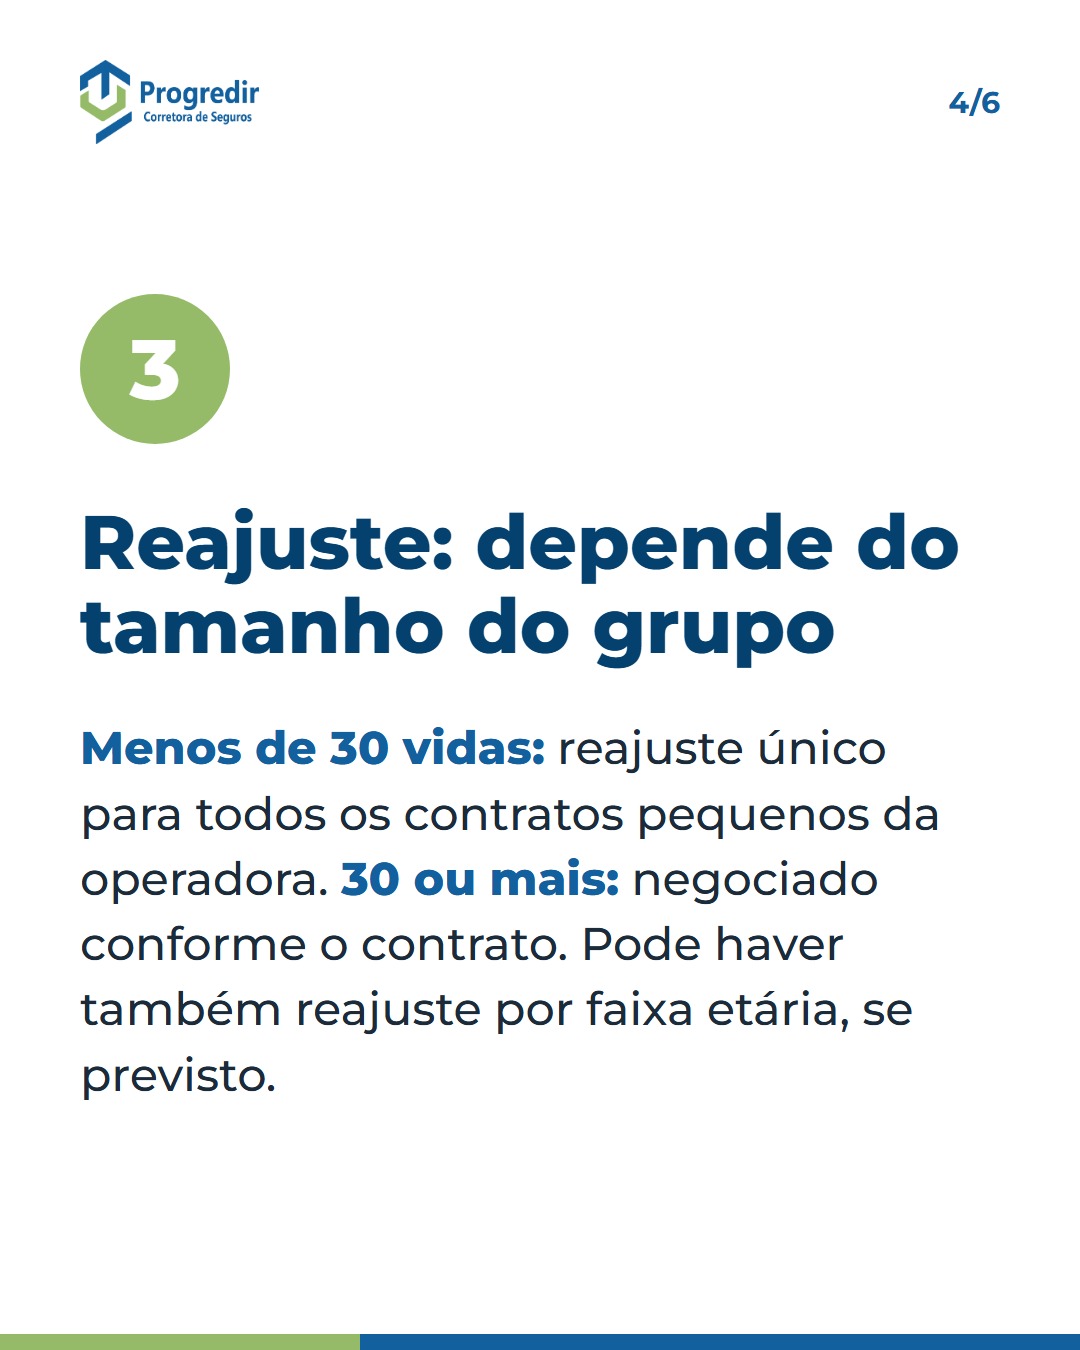 Progredir
Corretora de Seguros
4/6
3
Reajuste: depende do
tamanho do grupo
Menos de 30 vidas: reajuste único
para todos os contratos pequenos da
operadora. 30 ou mais: negociado
conforme o contrato. Pode haver
também reajuste por faixa etária, se
previsto.